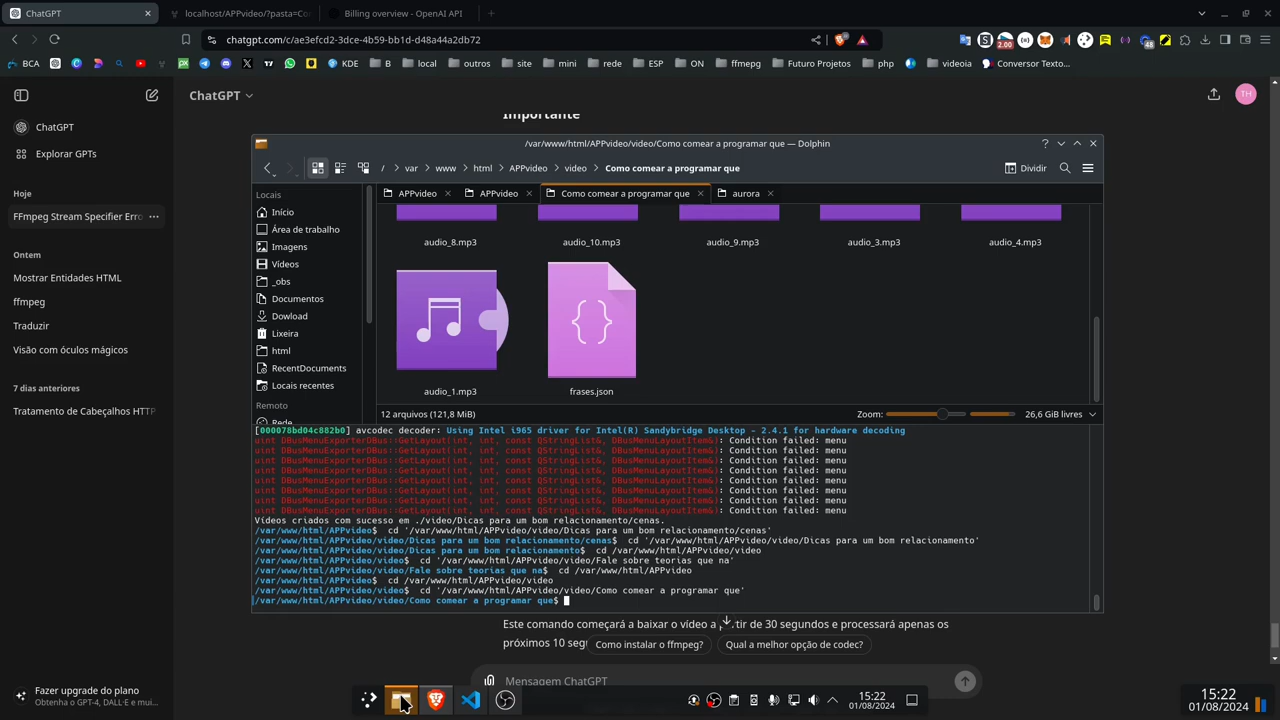 ChatGPT
localhost/APPvideo/?pasta=Co
Billing overview - OpenAI API
chatgpt.com/c/ae3efcd2-3dce-4b59-bb1d-d48a44a2db72
2.00
48
BCA
KDE
B
local
outros
site
mini
rede
ESP
ON
ffmpeg
Futuro Projetos
php
videoia
Conversor Texto...
ChatGPT
TH
ChatGPT
Explorar GPTs
Hoje
FFmpeg Stream Specifier Erro
Ontem
Mostrar Entidades HTML
ffmpeg
Traduzir
Visão com óculos mágicos
7 dias anteriores
Tratamento de Cabeçalhos HTTP
Fazer upgrade do plano
Obtenha o GPT-4, DALL·E e mui...
Importante
/var/www/html/APPvideo/video/Como comear a programar que — Dolphin
/ var www html APPvideo video Como comear a programar que
Dividir
Locais
Início
Área de trabalho
Imagens
Vídeos
_obs
Documentos
Dowload
Lixeira
html
RecentDocuments
Locais recentes
Remoto
Rede
APPvideo
APPvideo
Como comear a programar que
aurora
audio_8.mp3
audio_10.mp3
audio_9.mp3
audio_3.mp3
audio_4.mp3
audio_1.mp3
frases.json
12 arquivos (121,8 MiB)
Zoom:
26,6 GiB livres
[000078bd04c882b0] avcodec decoder: Using Intel i965 driver for Intel(R) Sandybridge Desktop - 2.4.1 for hardware decoding
uint DBusMenuExporterDBus::GetLayout(int, int, const QStringList&, DBusMenuLayoutItem&): Condition failed: menu
uint DBusMenuExporterDBus::GetLayout(int, int, const QStringList&, DBusMenuLayoutItem&): Condition failed: menu
uint DBusMenuExporterDBus::GetLayout(int, int, const QStringList&, DBusMenuLayoutItem&): Condition failed: menu
uint DBusMenuExporterDBus::GetLayout(int, int, const QStringList&, DBusMenuLayoutItem&): Condition failed: menu
uint DBusMenuExporterDBus::GetLayout(int, int, const QStringList&, DBusMenuLayoutItem&): Condition failed: menu
uint DBusMenuExporterDBus::GetLayout(int, int, const QStringList&, DBusMenuLayoutItem&): Condition failed: menu
uint DBusMenuExporterDBus::GetLayout(int, int, const QStringList&, DBusMenuLayoutItem&): Condition failed: menu
uint DBusMenuExporterDBus::GetLayout(int, int, const QStringList&, DBusMenuLayoutItem&): Condition failed: menu
Vídeos criados com sucesso em ./video/Dicas para um bom relacionamento/cenas.
/var/www/html/APPvideo$ cd '/var/www/html/APPvideo/video/Dicas para um bom relacionamento/cenas'
/var/www/html/APPvideo/video/Dicas para um bom relacionamento/cenas$ cd '/var/www/html/APPvideo/video/Dicas para um bom relacionamento'
/var/www/html/APPvideo/video/Dicas para um bom relacionamento$ cd /var/www/html/APPvideo/video
/var/www/html/APPvideo/video$ cd '/var/www/html/APPvideo/video/Fale sobre teorias que na'
/var/www/html/APPvideo/video/Fale sobre teorias que na$ cd /var/www/html/APPvideo
/var/www/html/APPvideo$ cd /var/www/html/APPvideo/video
/var/www/html/APPvideo/video$ cd '/var/www/html/APPvideo/video/Como comear a programar que'
/var/www/html/APPvideo/video/Como comear a programar que$
Este comando começará a baixar o vídeo a partir de 30 segundos e processará apenas os
próximos 10 seg
Como instalar o ffmpeg?
Qual a melhor opção de codec?
Mensagem ChatGPT
15:22
01/08/2024
15:22
01/08/2024